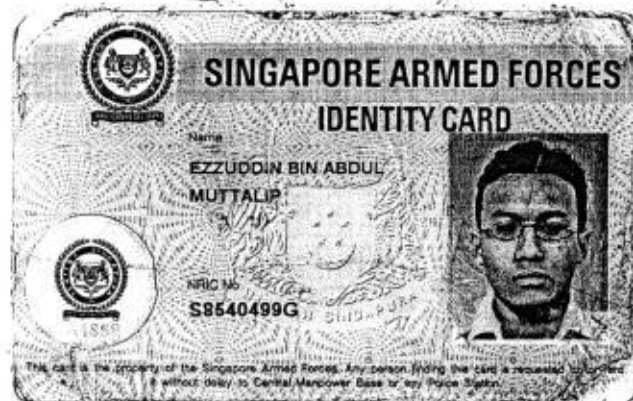 SINGAPORE ARMED FORCES
IDENTITY CARD
Name
EZZUDDIN BIN ABDUL
MUTTALIP
NRIC No
S8540499G
This card is the property of the Singapore Armed Forces. Any person finding this card is requested to forward
it without delay to Central Manpower Base or any Police Station.